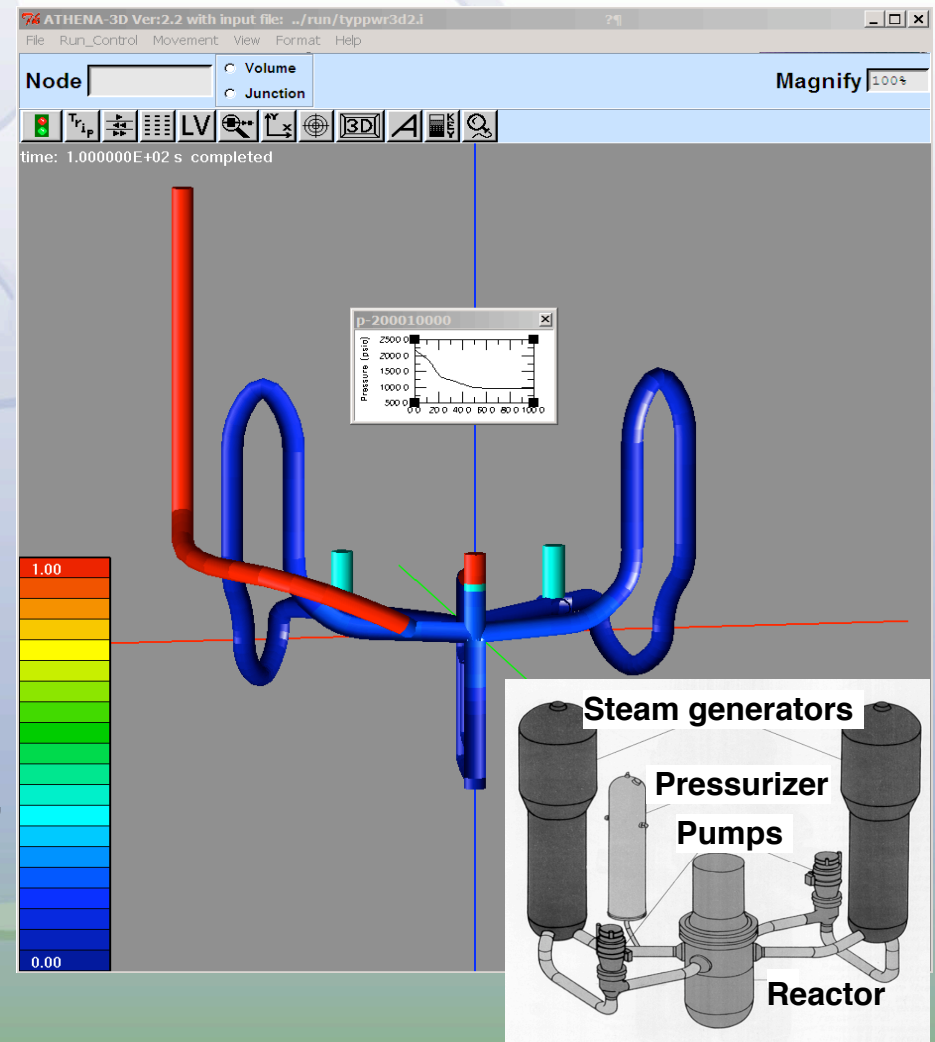 ATHENA-3D Ver:2.2 with input file: ../run/typpwr3d2.i ?¶
File Run_Control Movement View Format Help
Node
Volume
Junction
Magnify 100%
Trip
LV
Y
x
3D
A
KEY
time: 1.000000E+02 s completed
p-200010000
Pressure (psia)
2500 0
2000 0
1500 0
1000 0
500 0
0 0 20 0 40 0 60 0 80 0 100 0
1.00
0.00
Steam generators
Pressurizer
Pumps
Reactor